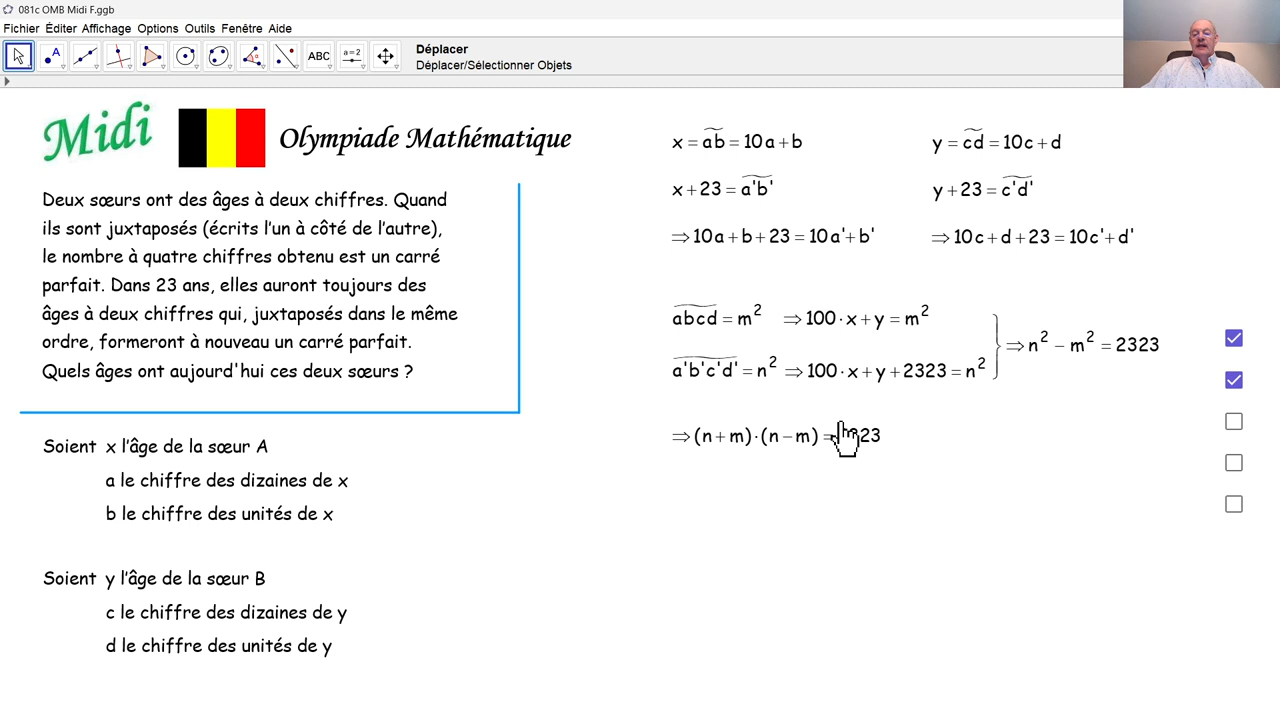 081c OMB Midi F.ggb
Fichier Éditer Affichage Options Outils Fenêtre Aide
A
ABC
a=2
Déplacer
Déplacer/Sélectionner Objets
Midi
Olympiade Mathématique
Deux sœurs ont des âges à deux chiffres. Quand
ils sont juxtaposés (écrits l'un à côté de l'autre),
le nombre à quatre chiffres obtenu est un carré
parfait. Dans 23 ans, elles auront toujours des
âges à deux chiffres qui, juxtaposés dans le même
ordre, formeront à nouveau un carré parfait.
Quels âges ont aujourd'hui ces deux sœurs ?
Soient x l'âge de la sœur A
a le chiffre des dizaines de x
b le chiffre des unités de x
Soient y l'âge de la sœur B
c le chiffre des dizaines de y
d le chiffre des unités de y
x = ab = 10a + b
y = cd = 10c + d
x + 23 = a'b'
y + 23 = c'd'
⇒ 10a + b + 23 = 10a' + b'
⇒ 10c + d + 23 = 10c' + d'
abcd = m² ⇒ 100·x + y = m²
a'b'c'd' = n² ⇒ 100·x + y + 2323 = n²
⇒ n² − m² = 2323
⇒ (n + m)·(n − m) =